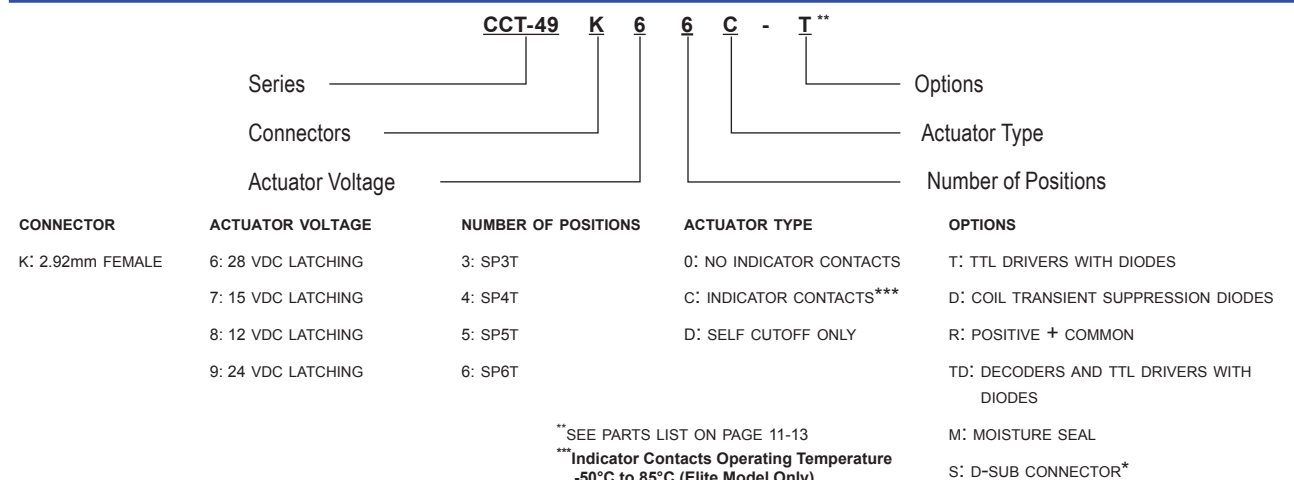 CCT-49 K 6 6 C - T**
Series
Options
Connectors
Actuator Type
Actuator Voltage
Number of Positions
CONNECTOR ACTUATOR VOLTAGE NUMBER OF POSITIONS ACTUATOR TYPE OPTIONS
K: 2.92mm FEMALE 6: 28 VDC LATCHING 3: SP3T 0: NO INDICATOR CONTACTS T: TTL DRIVERS WITH DIODES
7: 15 VDC LATCHING 4: SP4T C: INDICATOR CONTACTS*** D: COIL TRANSIENT SUPPRESSION DIODES
8: 12 VDC LATCHING 5: SP5T D: SELF CUTOFF ONLY R: POSITIVE + COMMON
9: 24 VDC LATCHING 6: SP6T TD: DECODERS AND TTL DRIVERS WITH
DIODES
**SEE PARTS LIST ON PAGE 11-13 M: MOISTURE SEAL
***Indicator Contacts Operating Temperature
-50°C to 85°C (Elite Model Only) S: D-SUB CONNECTOR*